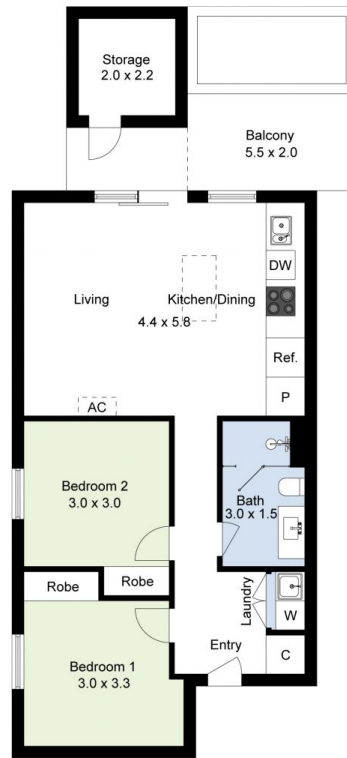 Storage
2.0 x 2.2
Balcony
5.5 x 2.0
DW
Living
Kitchen/Dining
4.4 x 5.8
Ref.
AC
P
Bedroom 2
3.0 x 3.0
Bath
3.0 x 1.5
Robe
Robe
Laundry
W
Entry
C
Bedroom 1
3.0 x 3.3